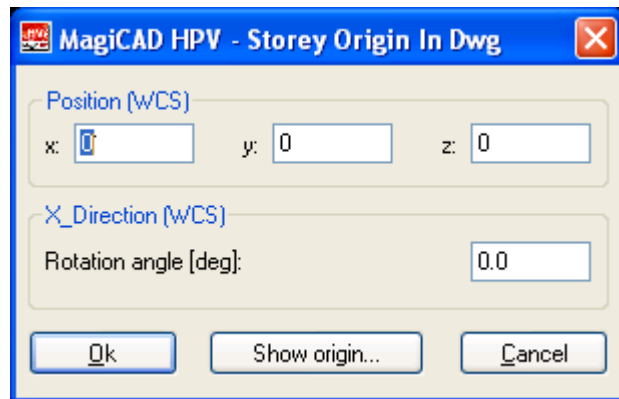 MagiCAD HPV - Storey Origin In Dwg
Position (WCS)
x: 0 y: 0 z: 0
X_Direction (WCS)
Rotation angle [deg]: 0.0
Ok Show origin... Cancel